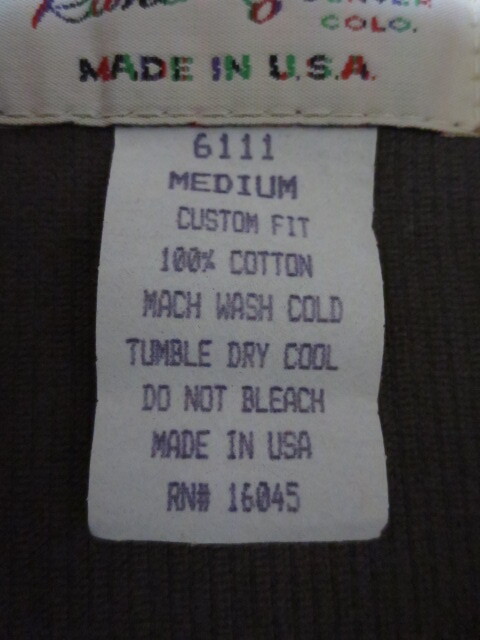 COLO.
MADE IN U.S.A.
6111
MEDIUM
CUSTOM FIT
100% COTTON
MACH WASH COLD
TUMBLE DRY COOL
DO NOT BLEACH
MADE IN USA
RN# 16045